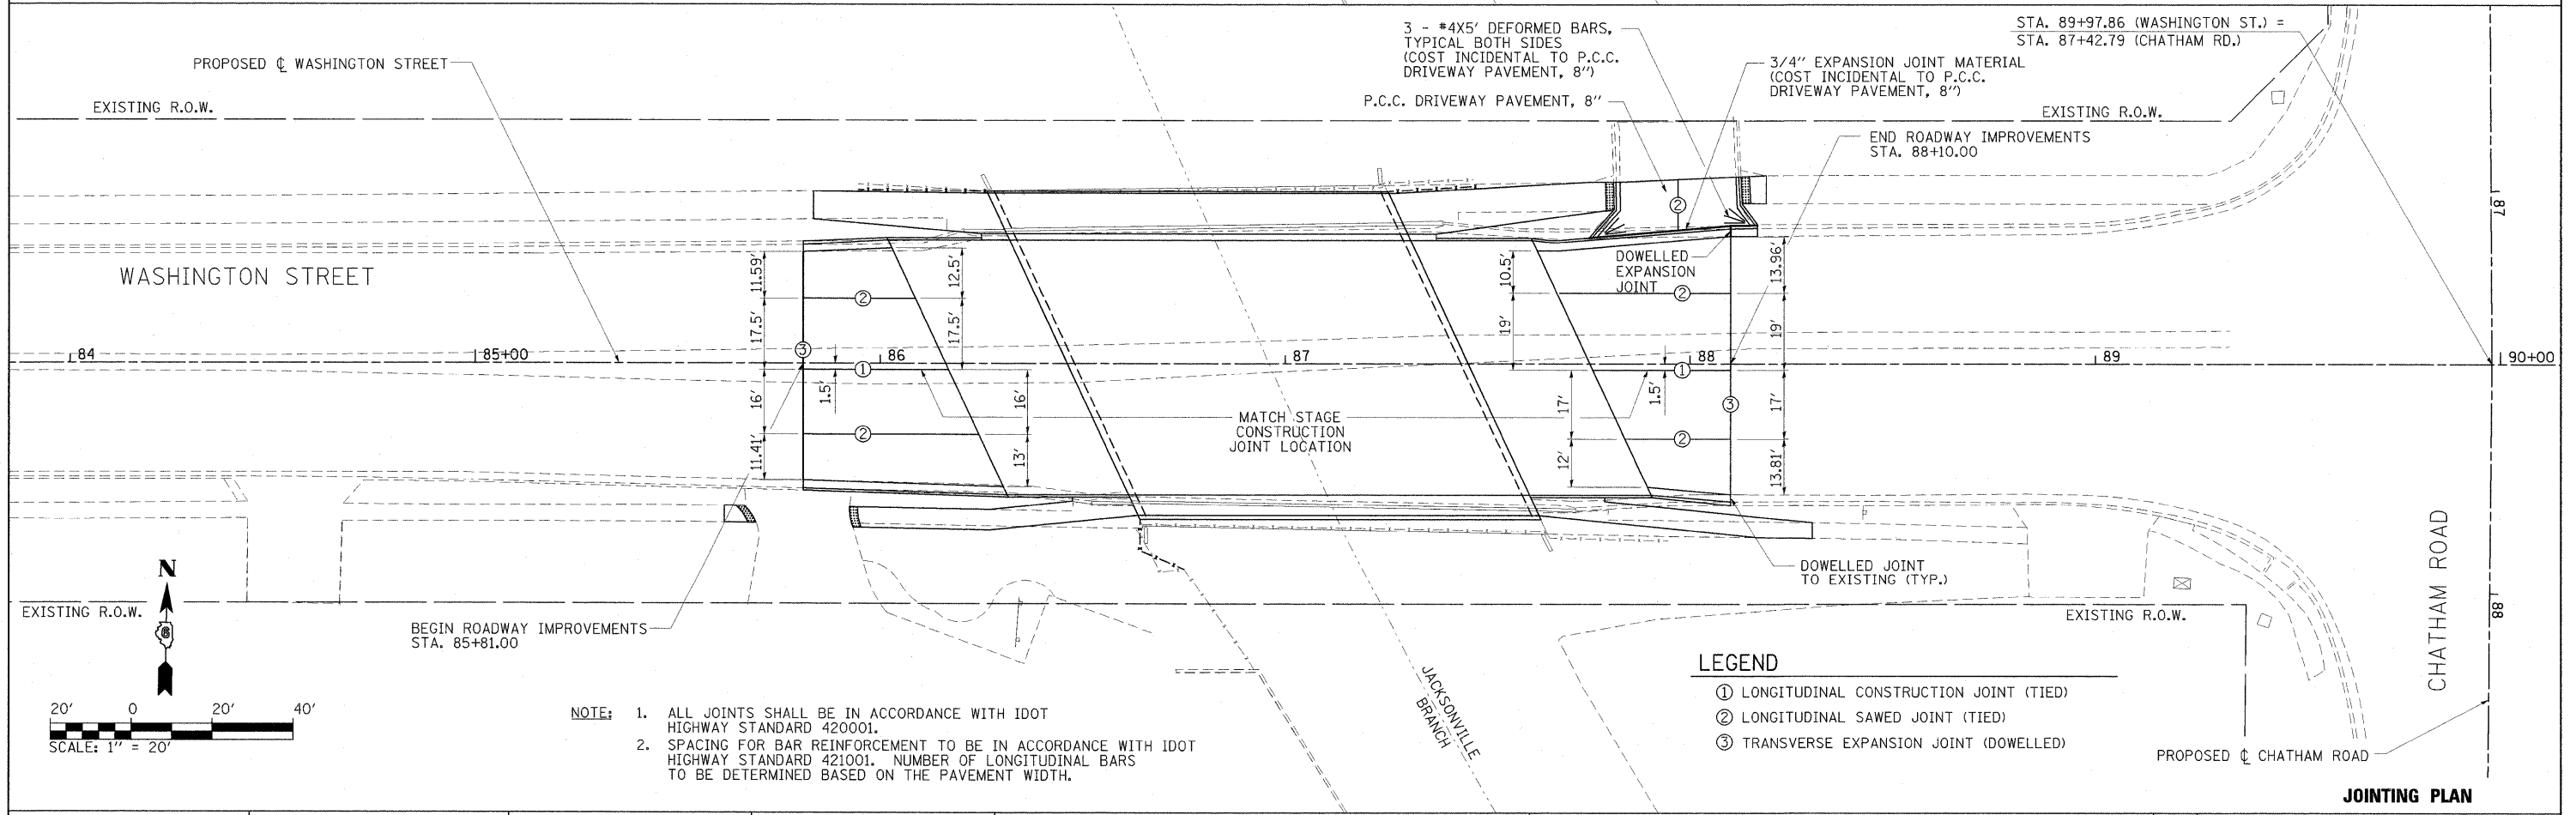 3 - #4X5' DEFORMED BARS,
TYPICAL BOTH SIDES
(COST INCIDENTAL TO P.C.C.
DRIVEWAY PAVEMENT, 8")
STA. 89+97.86 (WASHINGTON ST.) =
STA. 87+42.79 (CHATHAM RD.)
PROPOSED ℄ WASHINGTON STREET
3/4" EXPANSION JOINT MATERIAL
(COST INCIDENTAL TO P.C.C.
DRIVEWAY PAVEMENT, 8")
EXISTING R.O.W.
P.C.C. DRIVEWAY PAVEMENT, 8"
EXISTING R.O.W.
END ROADWAY IMPROVEMENTS
STA. 88+10.00
2
87
WASHINGTON STREET
11.59'
12.5'
10.5'
DOWELLED
EXPANSION
JOINT
13.96'
2
2
17.5'
17.5'
19'
19'
3
84
85+00
86
87
88
89
90+00
1
1
1.5'
1.5'
16'
16'
17'
17'
3
MATCH STAGE
CONSTRUCTION
JOINT LOCATION
2
2
11.41'
13'
12'
13.81'
N
DOWELLED JOINT
TO EXISTING (TYP.)
CHATHAM ROAD
88
EXISTING R.O.W.
EXISTING R.O.W.
BEGIN ROADWAY IMPROVEMENTS
STA. 85+81.00
JACKSONVILLE
BRANCH
LEGEND
1 LONGITUDINAL CONSTRUCTION JOINT (TIED)
2 LONGITUDINAL SAWED JOINT (TIED)
3 TRANSVERSE EXPANSION JOINT (DOWELLED)
20' 0 20' 40'
SCALE: 1" = 20'
NOTE: 1. ALL JOINTS SHALL BE IN ACCORDANCE WITH IDOT
HIGHWAY STANDARD 420001.
2. SPACING FOR BAR REINFORCEMENT TO BE IN ACCORDANCE WITH IDOT
HIGHWAY STANDARD 421001. NUMBER OF LONGITUDINAL BARS
TO BE DETERMINED BASED ON THE PAVEMENT WIDTH.
PROPOSED ℄ CHATHAM ROAD
JOINTING PLAN